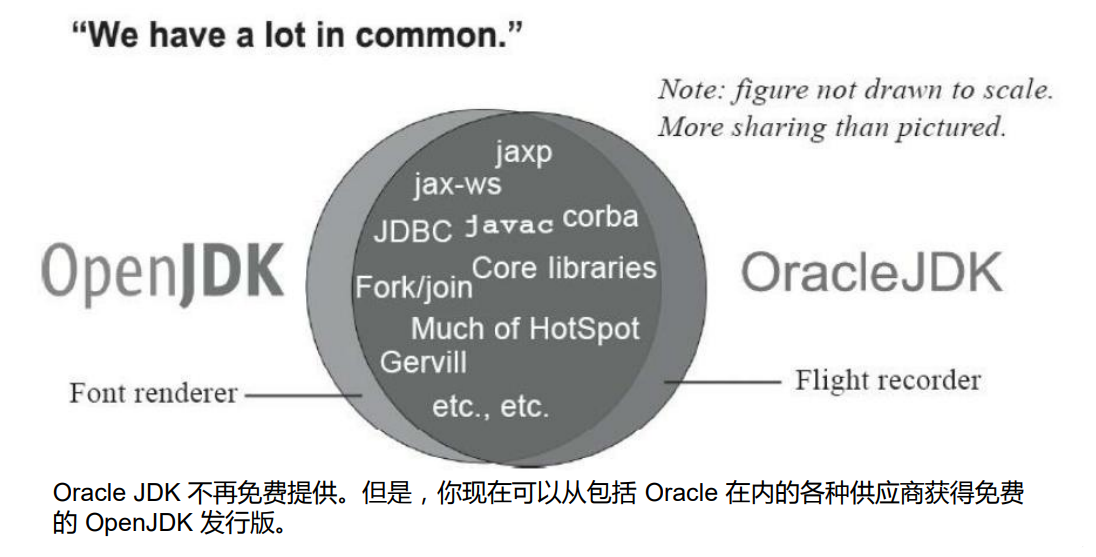 “We have a lot in common.”
Note: figure not drawn to scale.
More sharing than pictured.
jaxp
jax-ws
JDBC javac corba
OpenJDK
OracleJDK
Core libraries
Fork/join
Much of HotSpot
Gervill
Font renderer
Flight recorder
etc., etc.
Oracle JDK 不再免费提供。但是，你现在可以从包括 Oracle 在内的各种供应商获得免费
的 OpenJDK 发行版。